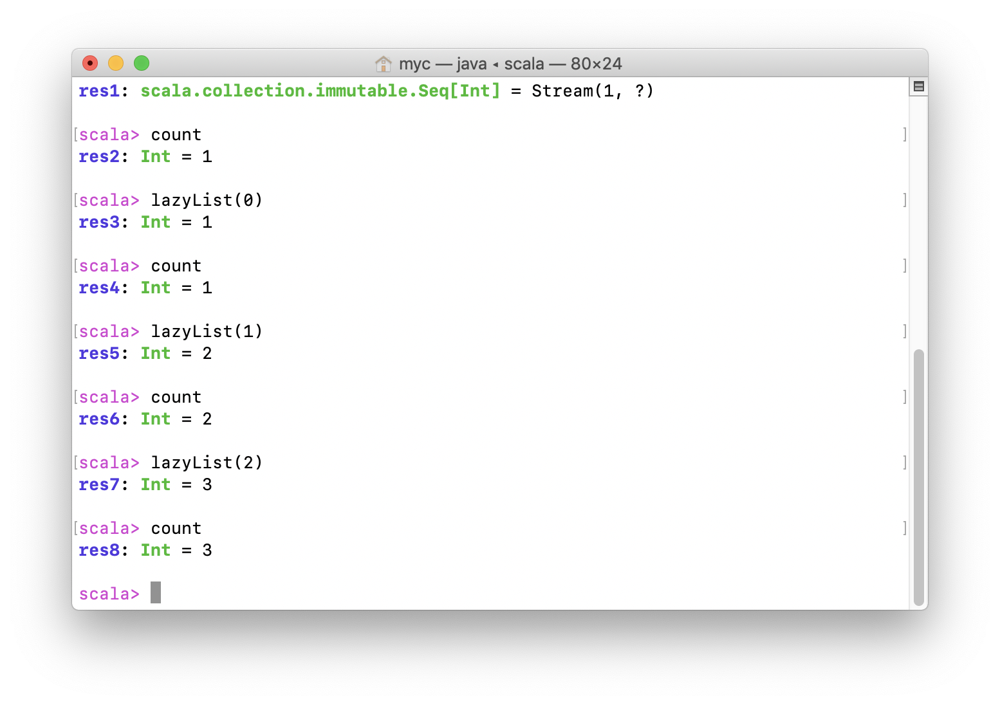 myc — java ◂ scala — 80×24
res1: scala.collection.immutable.Seq[Int] = Stream(1, ?)
[scala> count ]
res2: Int = 1
[scala> lazyList(0) ]
res3: Int = 1
[scala> count ]
res4: Int = 1
[scala> lazyList(1) ]
res5: Int = 2
[scala> count ]
res6: Int = 2
[scala> lazyList(2) ]
res7: Int = 3
[scala> count ]
res8: Int = 3
scala>